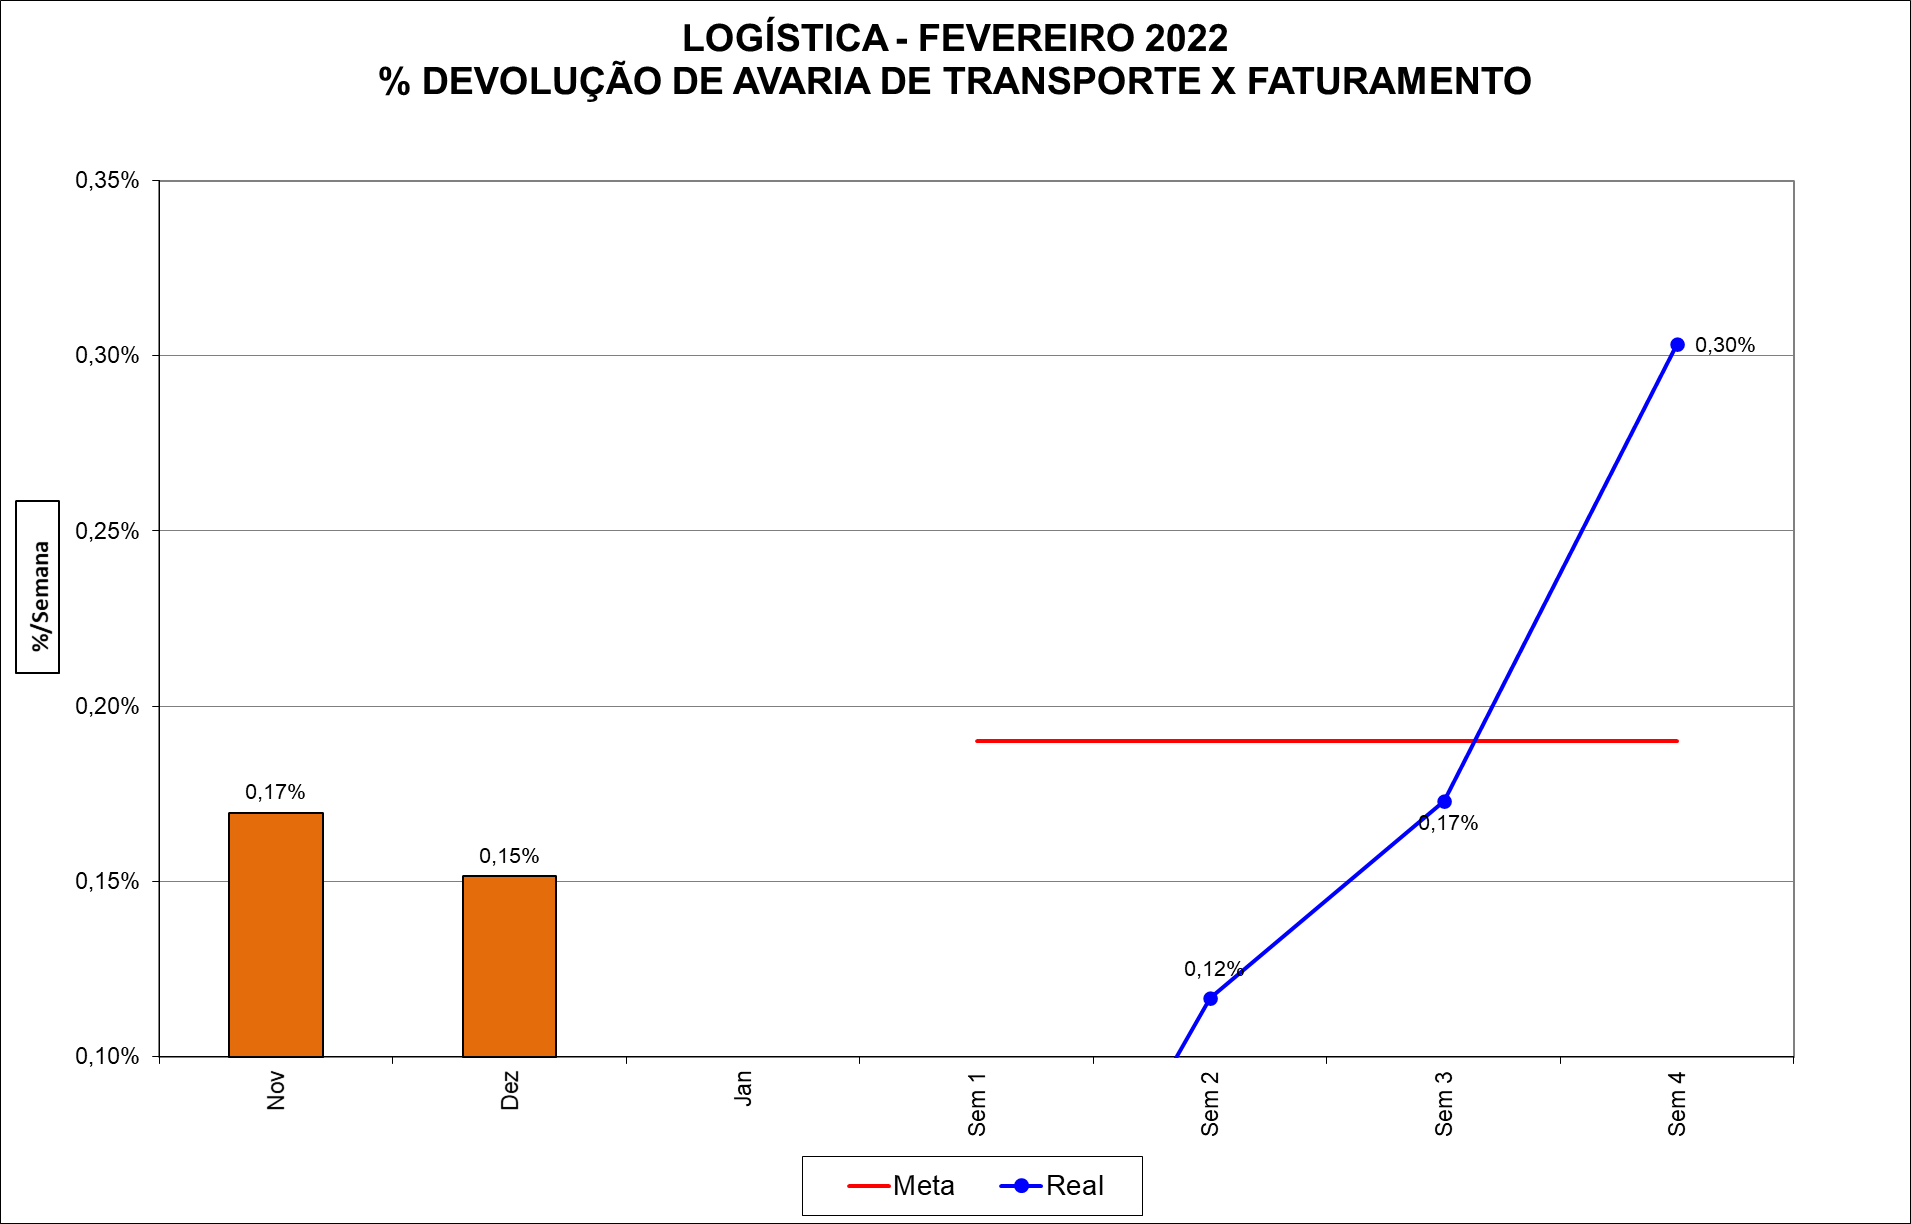 LOGÍSTICA - FEVEREIRO 2022
% DEVOLUÇÃO DE AVARIA DE TRANSPORTE X FATURAMENTO
0,35%
0,30%
0,25%
0,20%
0,15%
0,10%
%/Semana
0,17%
0,15%
0,12%
0,17%
0,30%
Nov
Dez
Jan
Sem 1
Sem 2
Sem 3
Sem 4
Meta
Real